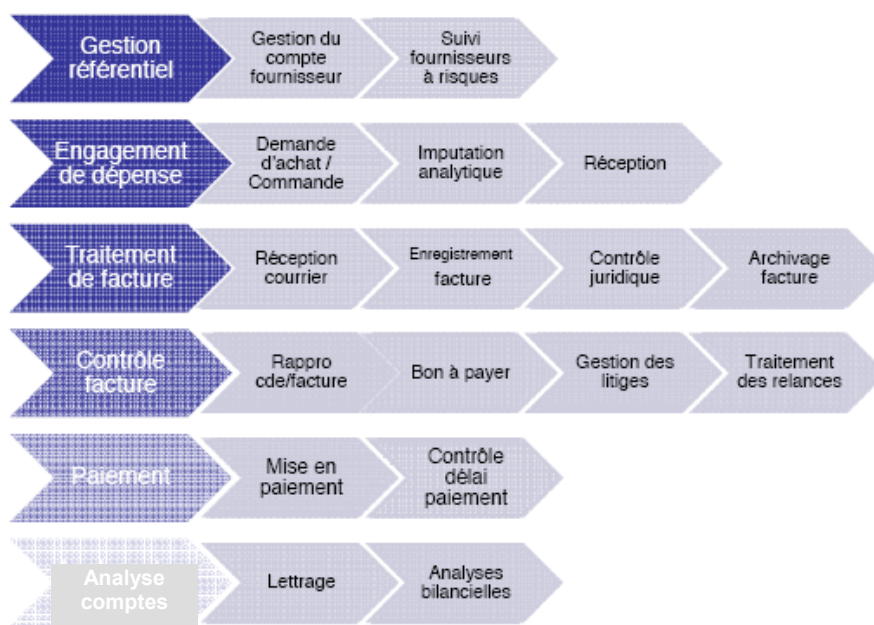 Gestion
référentiel
Gestion du
compte
fournisseur
Suivi
fournisseurs
à risques
Engagement
de dépense
Demande
d'achat /
Commande
Imputation
analytique
Réception
Traitement
de facture
Réception
courrier
Enregistrement
facture
Contrôle
juridique
Archivage
facture
Contrôle
facture
Rappro
cde/facture
Bon à payer
Gestion des
litiges
Traitement
des relances
Paiement
Mise en
paiement
Contrôle
délai
paiement
Analyse
comptes
Lettrage
Analyses
bilancielles